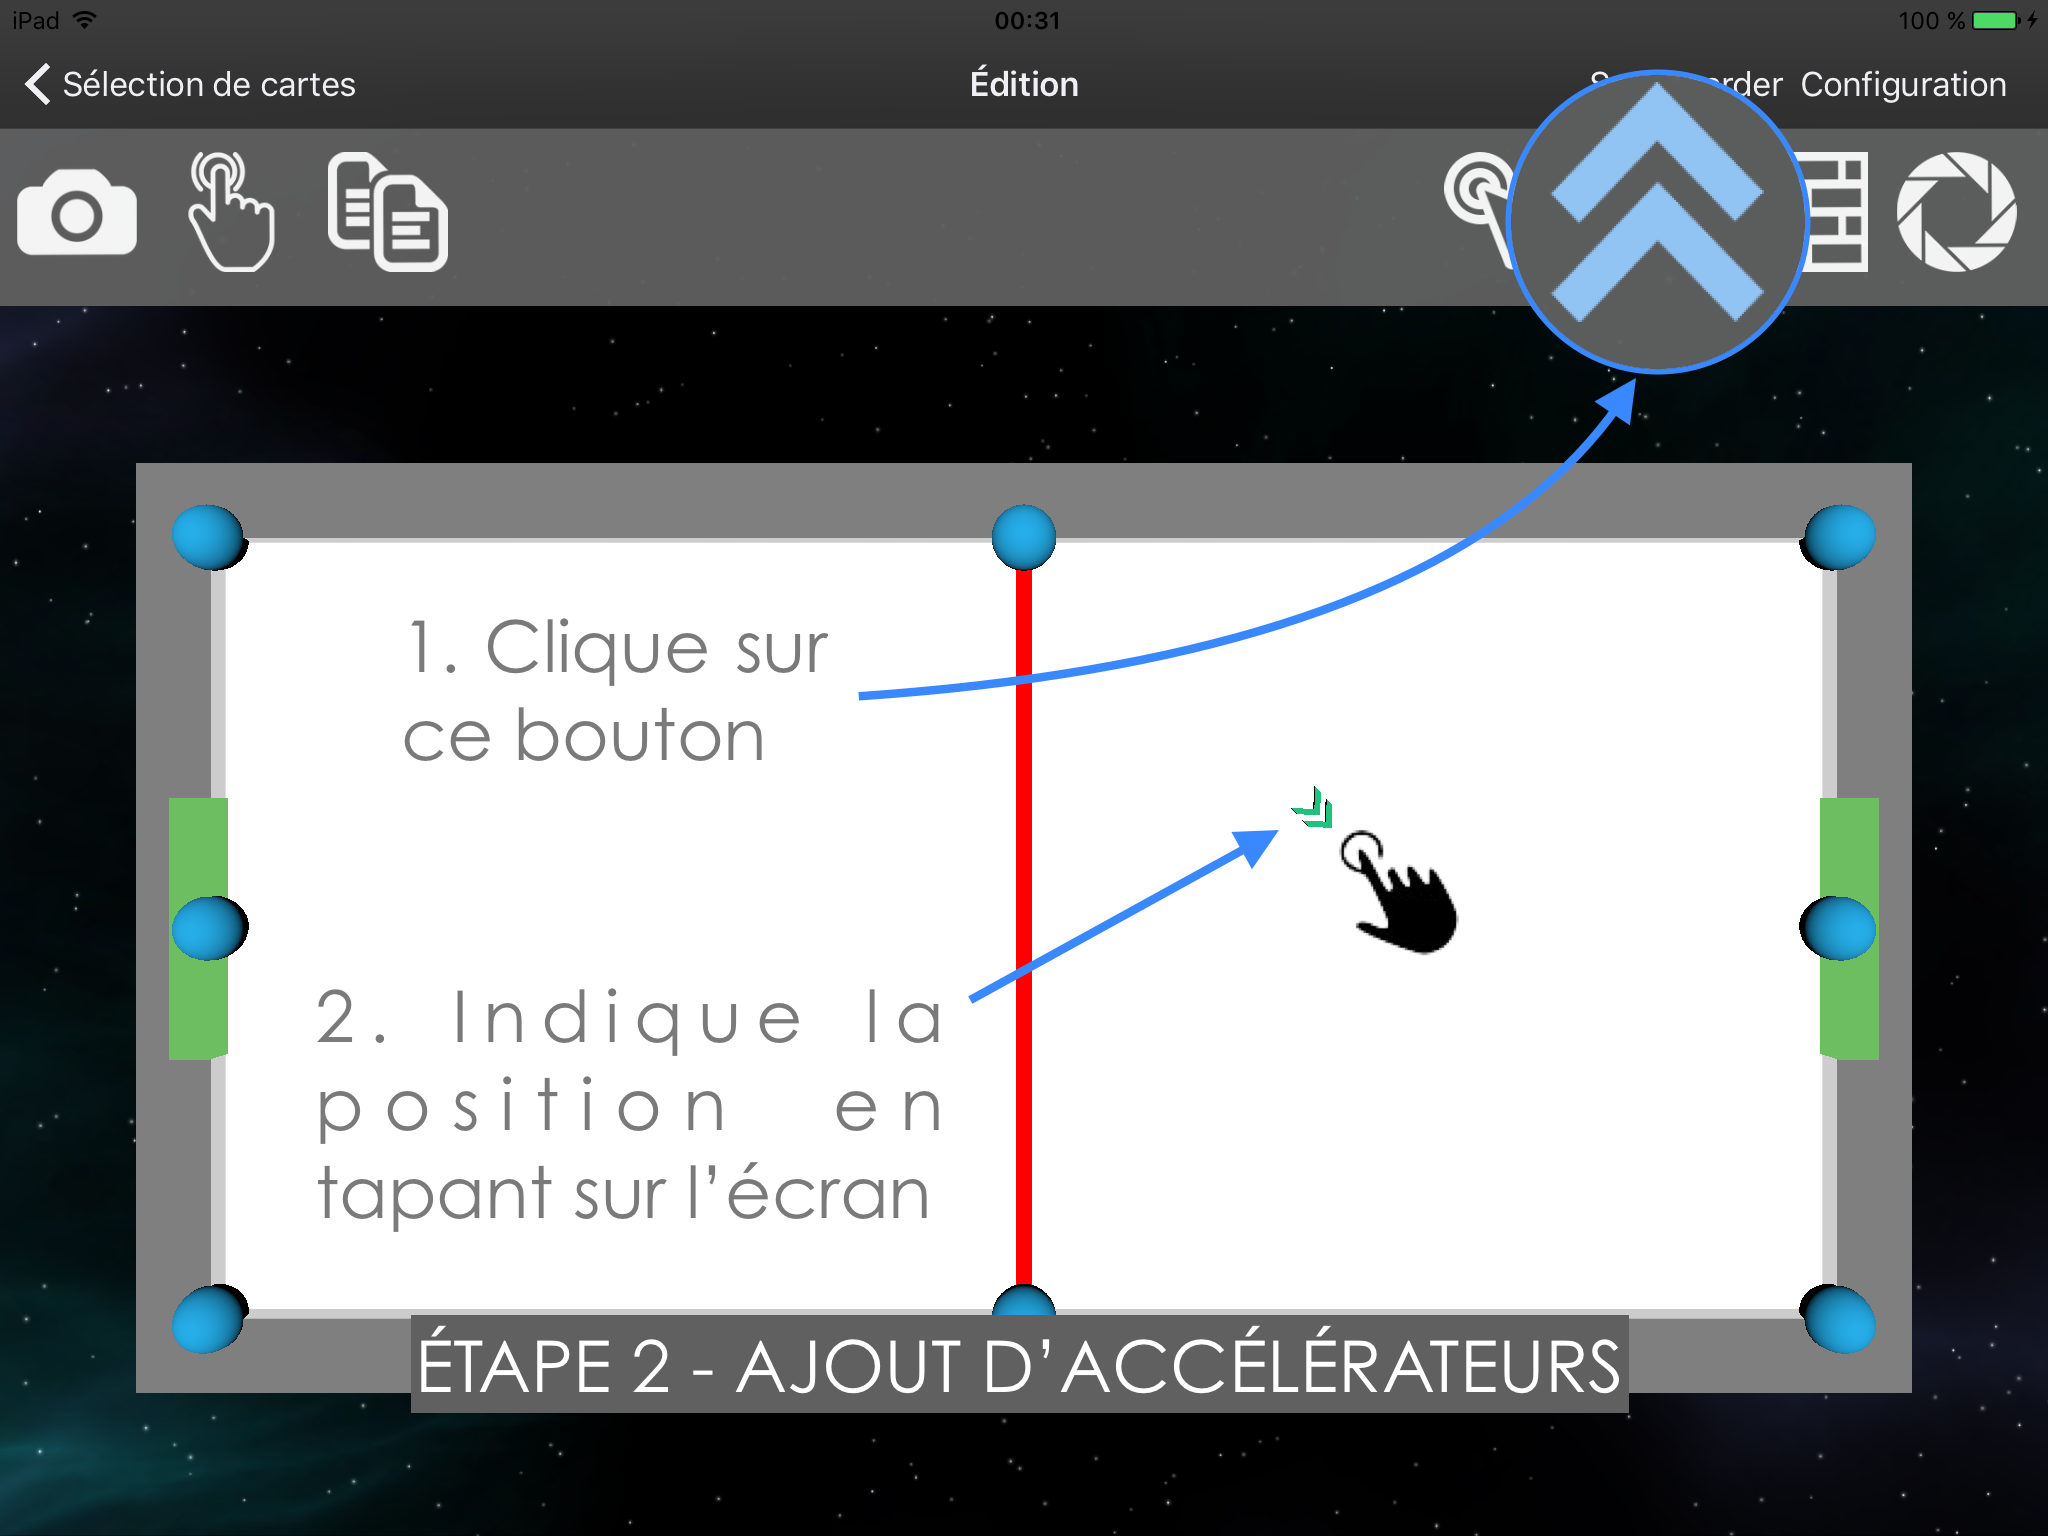 iPad 00:31 100 %
Sélection de cartes Édition Configuration
1. Clique sur
ce bouton
2. Indique la
position en
tapant sur l’écran
ÉTAPE 2 - AJOUT D’ACCÉLÉRATEURS